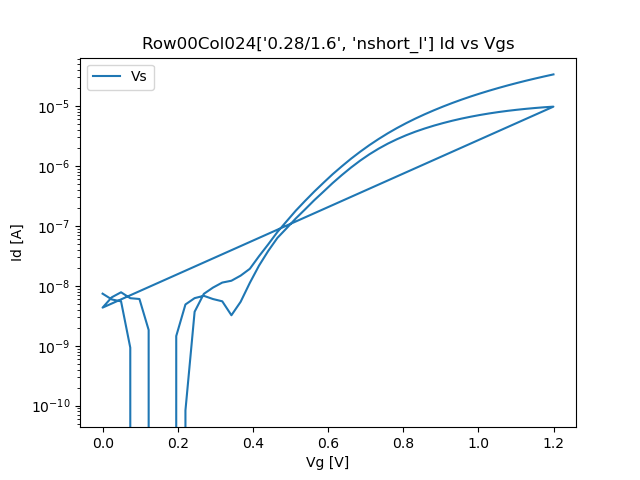 Row00Col024['0.28/1.6', 'nshort_l'] Id vs Vgs
Vs
10⁻⁵
10⁻⁶
10⁻⁷
10⁻⁸
10⁻⁹
10⁻¹⁰
Id [A]
0.0 0.2 0.4 0.6 0.8 1.0 1.2
Vg [V]